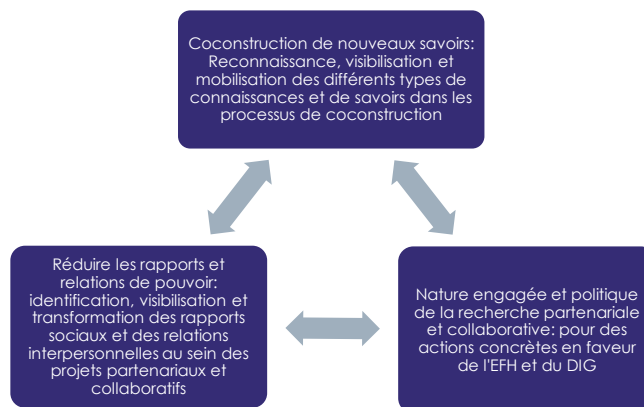 Coconstruction de nouveaux savoirs:
Reconnaissance, visibilisation et
mobilisation des différents types de
connaissances et de savoirs dans les
processus de coconstruction
Réduire les rapports et
relations de pouvoir:
identification, visibilisation et
transformation des rapports
sociaux et des relations
interpersonnelles au sein des
projets partenariaux et
collaboratifs
Nature engagée et politique
de la recherche partenariale
et collaborative: pour des
actions concrètes en faveur
de l'EFH et du DIG